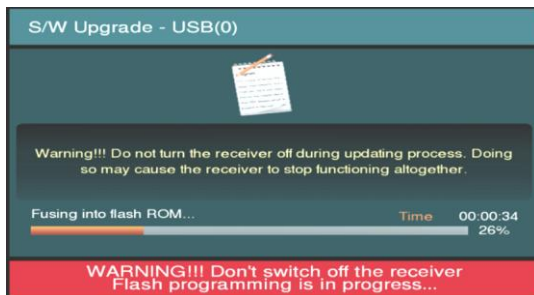 S/W Upgrade - USB(0)
Warning!!! Do not turn the receiver off during updating process. Doing
so may cause the receiver to stop functioning altogether.
Fusing into flash ROM...
Time 00:00:34
26%
WARNING!!! Don't switch off the receiver
Flash programming is in progress...